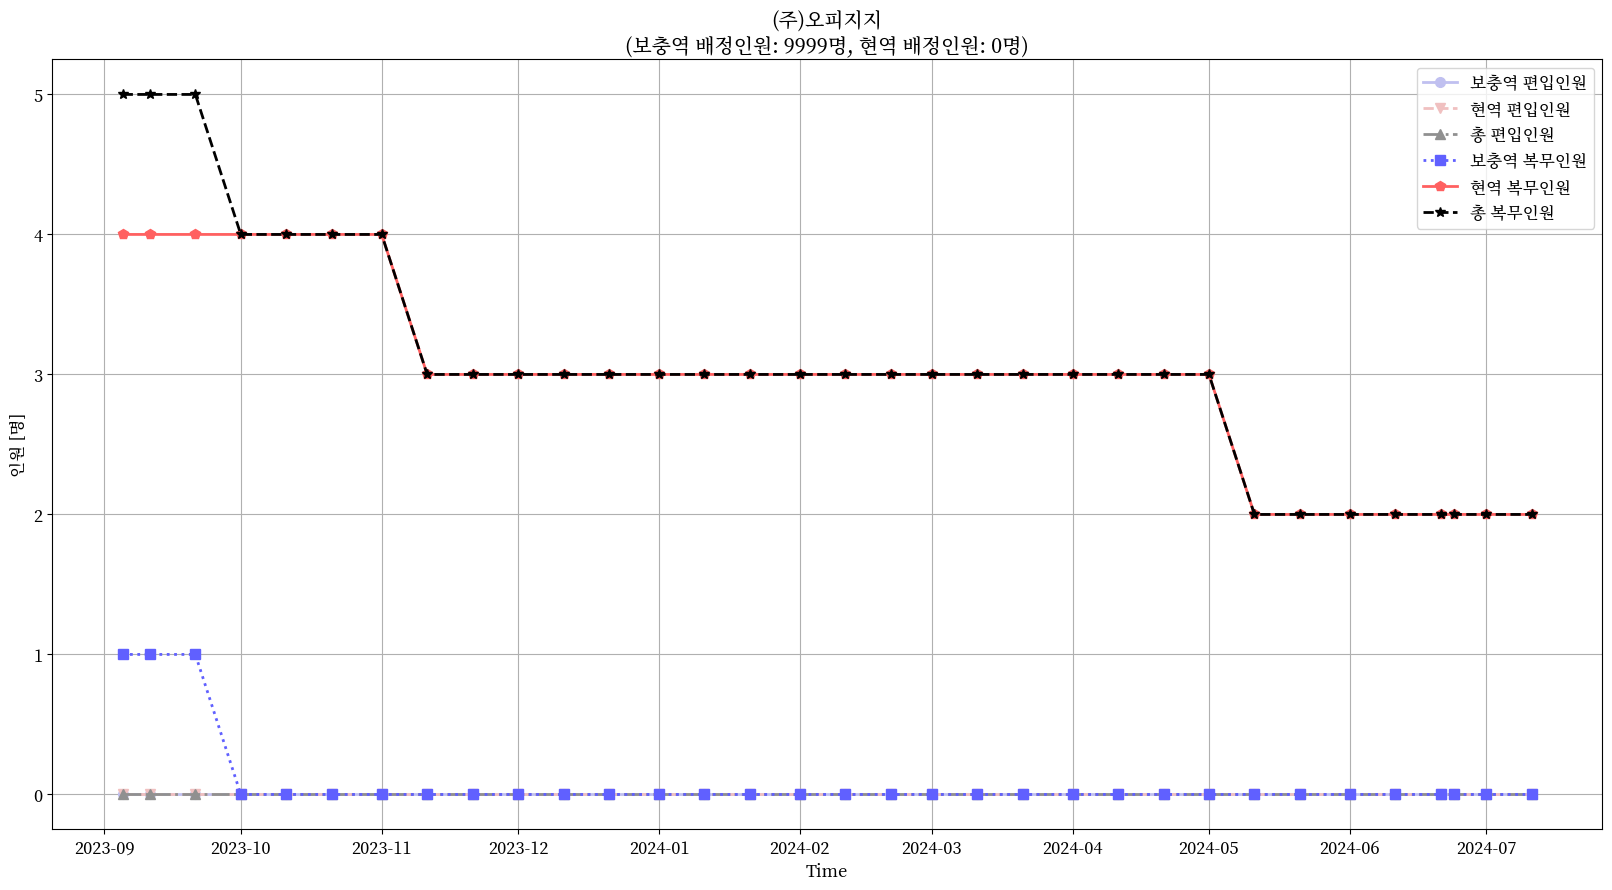 (주)오피지지
(보충역 배정인원: 9999명, 현역 배정인원: 0명)
보충역 편입인원
현역 편입인원
총 편입인원
보충역 복무인원
현역 복무인원
총 복무인원
인원 [명]
5
4
3
2
1
0
2023-09
2023-10
2023-11
2023-12
2024-01
2024-02
2024-03
2024-04
2024-05
2024-06
2024-07
Time